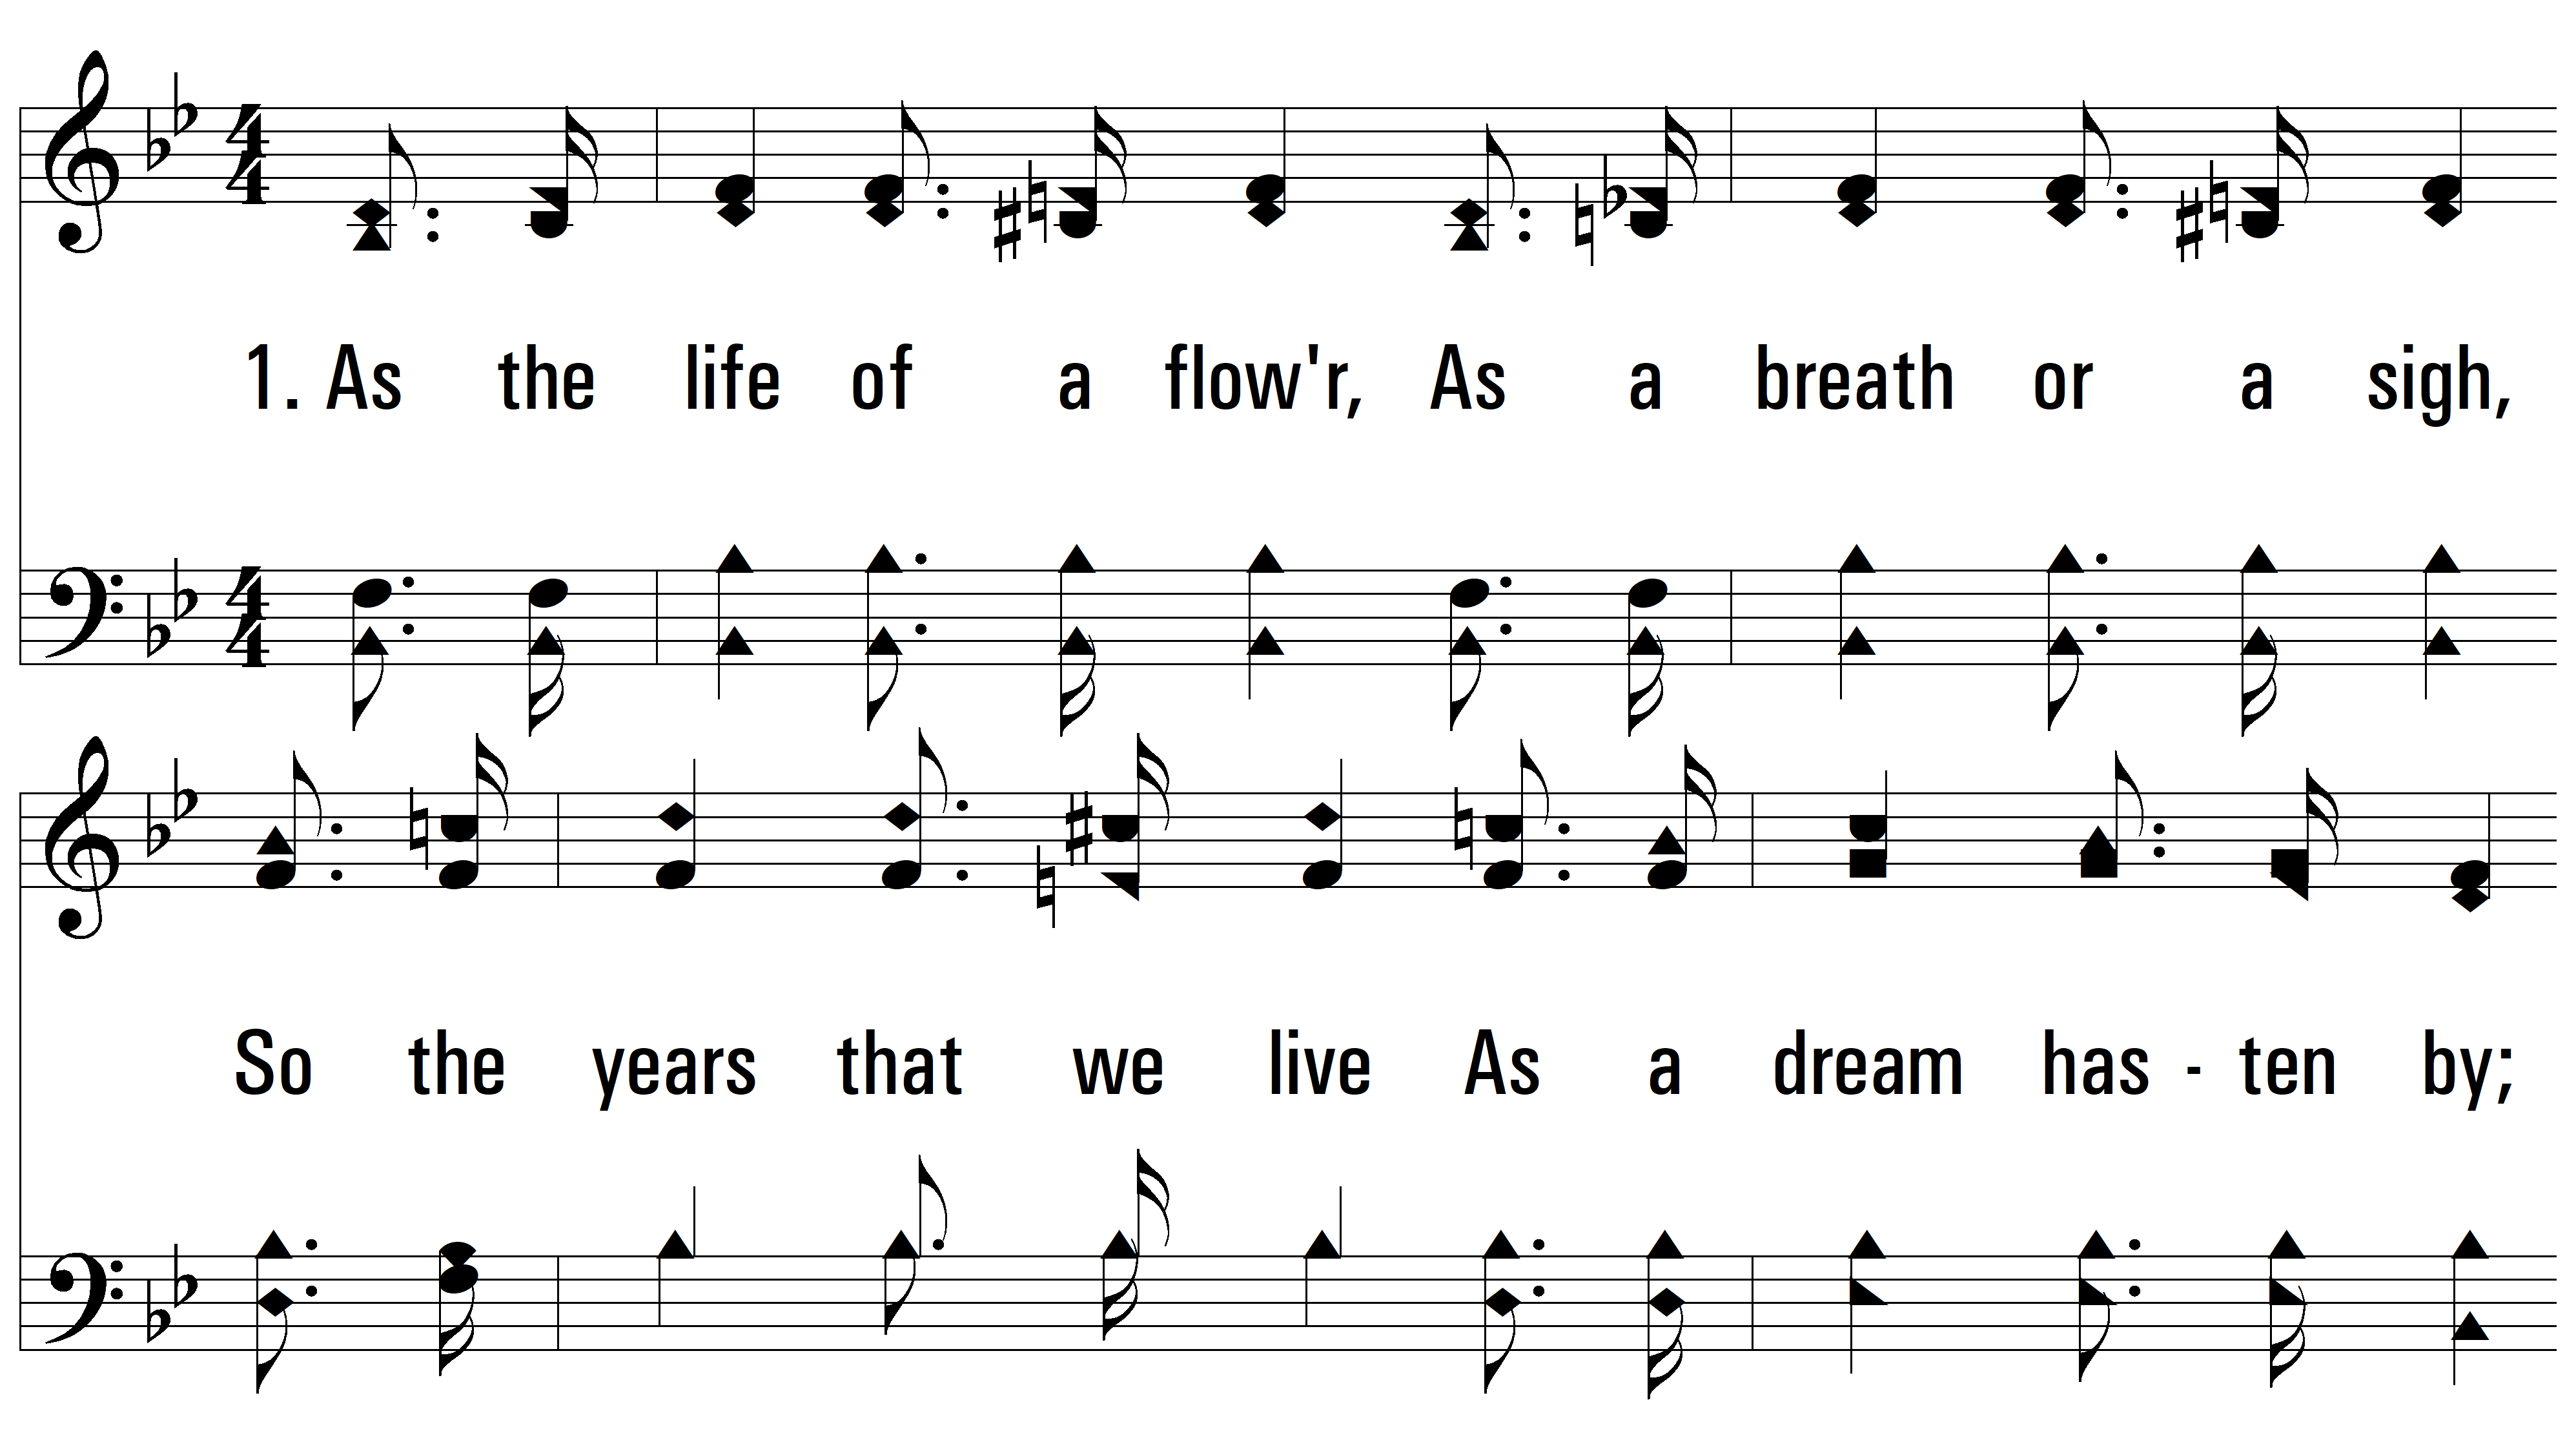 1. As the life of a flow'r, As a breath or a sigh,
So the years that we live As a dream has - ten by;